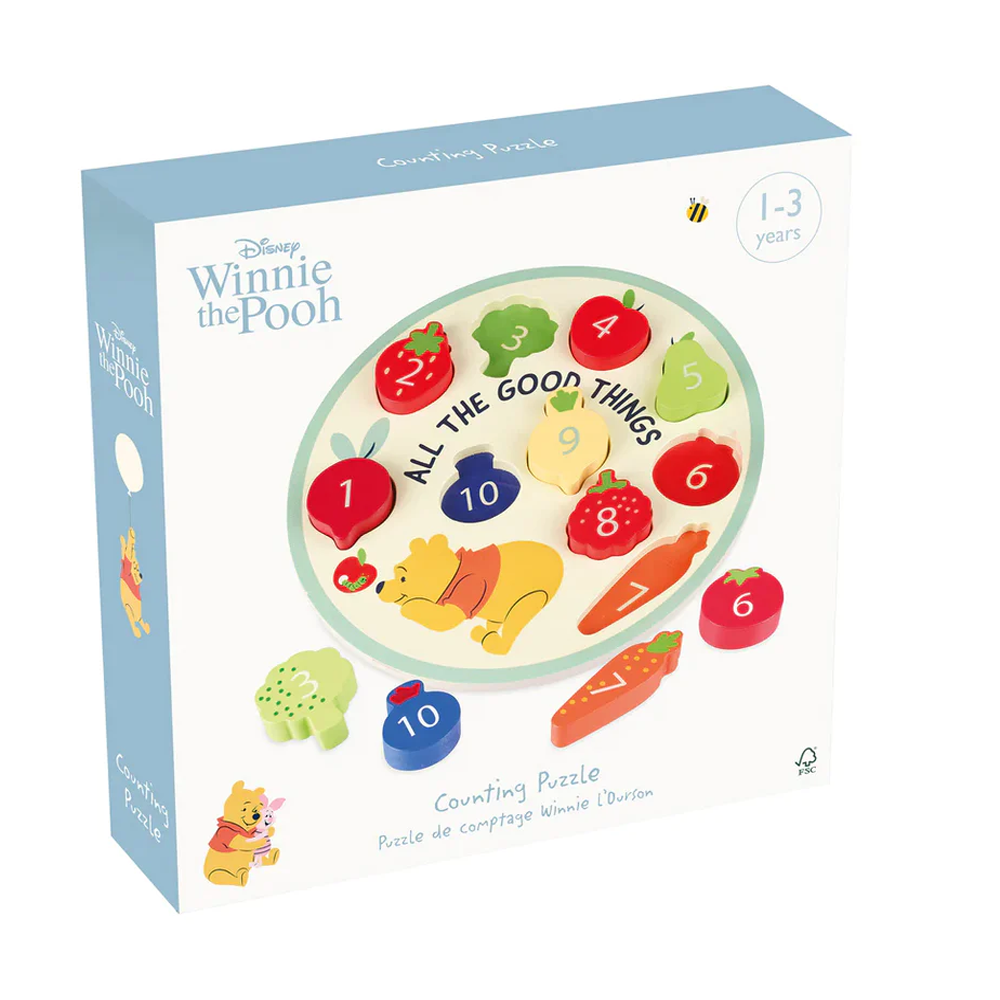 Counting Puzzle
1-3
years
Disney
Winnie
the Pooh
Disney
Winnie
the Pooh
2
3
4
5
ALL THE GOOD THINGS
9
1
10
6
8
7
6
3
10
7
Counting Puzzle
Puzzle de comptage Winnie l'Ourson
FSC
Counting
Puzzle